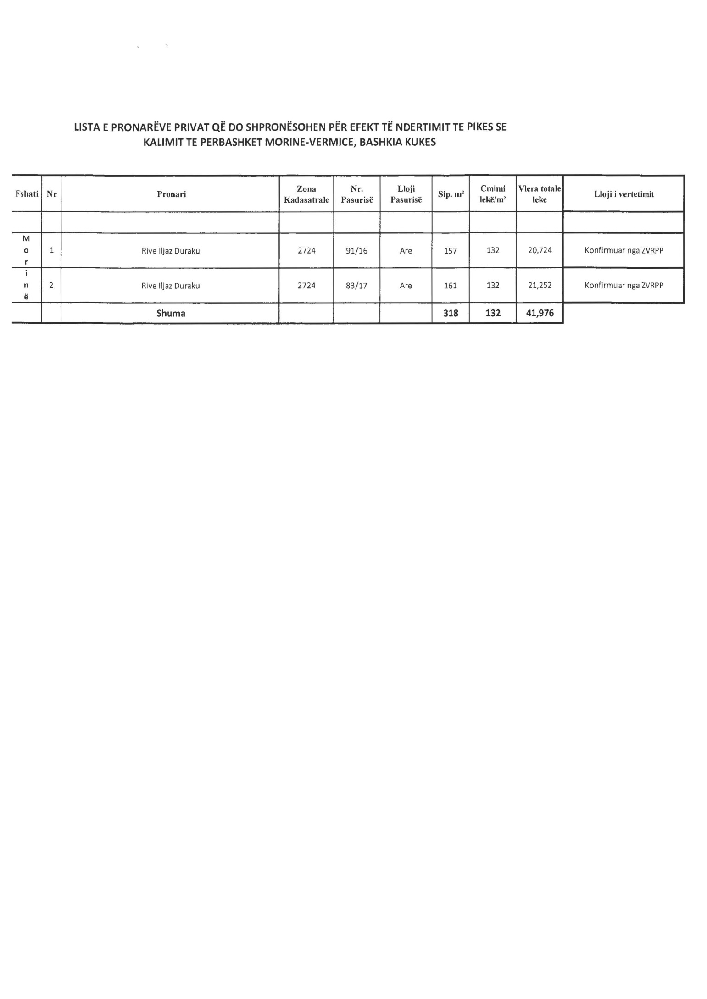 LISTA E PRONARËVE PRIVAT QË DO SHPRONËSOHEN PËR EFEKT TË NDERTIMIT TE PIKES SE
KALIMIT TE PERBASHKET MORINE-VERMICE, BASHKIA KUKES
Fshati Nr Pronari Zona Kadasatrale Nr. Pasurisë Lloji Pasurisë Sip. m² Cmimi lekë/m² Vlera totale leke Lloji i vertetimit
Morinë
1 Rive Iljaz Duraku 2724 91/16 Are 157 132 20,724 Konfirmuar nga ZVRPP
2 Rive Iljaz Duraku 2724 83/17 Are 161 132 21,252 Konfirmuar nga ZVRPP
Shuma 318 132 41,976